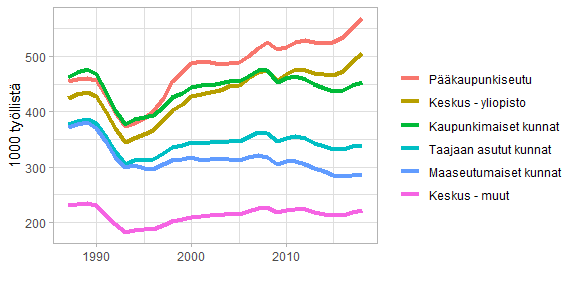 1000 työllistä
500
400
300
200
1990
2000
2010
Pääkaupunkiseutu
Keskus - yliopisto
Kaupunkimaiset kunnat
Taajaan asutut kunnat
Maaseutumaiset kunnat
Keskus - muut